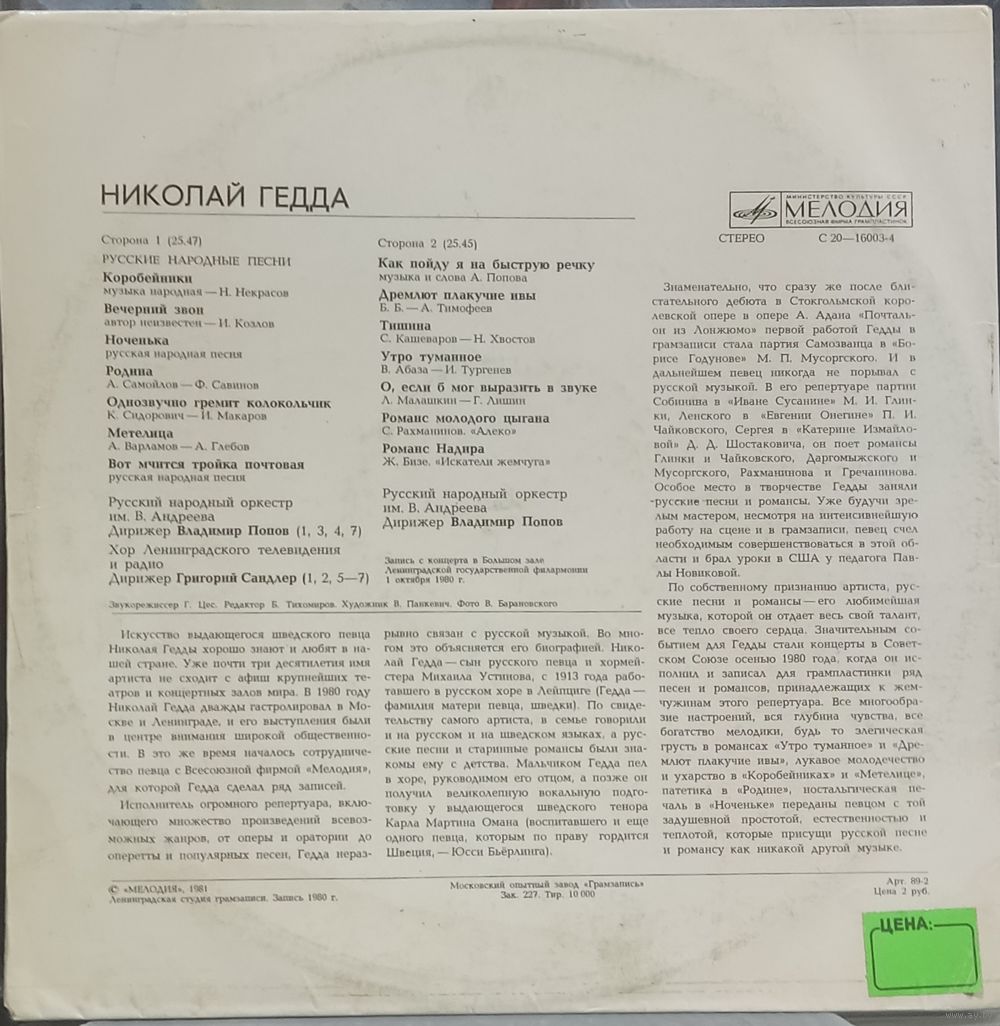 НИКОЛАЙ ГЕДДА
МИНИСТЕРСТВО КУЛЬТУРЫ СССР
МЕЛОДИЯ
ВСЕСОЮЗНАЯ ФИРМА ГРАМПЛАСТИНОК
СТЕРЕО С 20—16003-4
Сторона 1 (25.47)
РУССКИЕ НАРОДНЫЕ ПЕСНИ
Коробейники
музыка народная — Н. Некрасов
Вечерний звон
автор неизвестен — И. Козлов
Ноченька
русская народная песня
Родина
А. Самойлов — Ф. Савинов
Однозвучно гремит колокольчик
К. Сидорович — И. Макаров
Метелица
А. Варламов — А. Глебов
Вот мчится тройка почтовая
русская народная песня
Русский народный оркестр
им. В. Андреева
Дирижер Владимир Попов (1, 3, 4, 7)
Хор Ленинградского телевидения
и радио
Дирижер Григорий Сандлер (1, 2, 5—7)
Сторона 2 (25.45)
Как пойду я на быструю речку
музыка и слова А. Попова
Дремлют плакучие ивы
Б. Б. — А. Тимофеев
Тишина
С. Кашеваров — Н. Хвостов
Утро туманное
В. Абаза — И. Тургенев
О, если б мог выразить в звуке
Л. Малашкин — Г. Лишин
Романс молодого цыгана
С. Рахманинов. «Алеко»
Романс Надира
Ж. Бизе. «Искатели жемчуга»
Русский народный оркестр
им. В. Андреева
Дирижер Владимир Попов
Запись с концерта в Большом зале
Ленинградской государственной филармонии
1 октября 1980 г.
Звукорежиссер Г. Цес. Редактор Б. Тихомиров. Художник В. Панкевич. Фото В. Барановского
Искусство выдающегося шведского певца
Николая Гедды хорошо знают и любят в на-
шей стране. Уже почти три десятилетия имя
артиста не сходит с афиш крупнейших те-
атров и концертных залов мира. В 1980 году
Николай Гедда дважды гастролировал в Мо-
скве и Ленинграде, и его выступления были
в центре внимания широкой общественно-
сти. В это же время началось сотрудниче-
ство певца с Всесоюзной фирмой «Мелодия»,
для которой Гедда сделал ряд записей.
Исполнитель огромного репертуара, вклю-
чающего множество произведений всевоз-
можных жанров, от оперы и оратории до
оперетты и популярных песен, Гедда нераз-
рывно связан с русской музыкой. Во мно-
гом это объясняется его биографией. Нико-
лай Гедда — сын русского певца и хормей-
стера Михаила Устинова, с 1913 года рабо-
тавшего в русском хоре в Лейпциге (Гедда —
фамилия матери певца, шведки). По свиде-
тельству самого артиста, в семье говорили
и на русском и на шведском языках, а рус-
ские песни и старинные романсы были зна-
комы ему с детства. Мальчиком Гедда пел
в хоре, руководимом его отцом, а позже он
получил великолепную вокальную подго-
товку у выдающегося шведского тенора
Карла Мартина Омана (воспитавшего и еще
одного певца, которым по праву гордится
Швеция, — Юсси Бьёрлинга).
Знаменательно, что сразу же после бли-
стательного дебюта в Стокгольмской коро-
левской опере в опере А. Адана «Почталь-
он из Лонжюмо» первой работой Гедды в
грамзаписи стала партия Самозванца в «Бо-
рисе Годунове» М. П. Мусоргского. И в
дальнейшем певец никогда не порывал с
русской музыкой. В его репертуаре партии
Собинина в «Иване Сусанине» М. И. Глин-
ки, Ленского в «Евгении Онегине» П. И.
Чайковского, Сергея в «Катерине Измайло-
вой» Д. Д. Шостаковича, он поет романсы
Глинки и Чайковского, Даргомыжского и
Мусоргского, Рахманинова и Гречанинова.
Особое место в творчестве Гедды заняли
русские песни и романсы. Уже будучи зре-
лым мастером, несмотря на интенсивнейшую
работу на сцене и в грамзаписи, певец счел
необходимым совершенствоваться в этой об-
ласти и брал уроки в США у педагога Пав-
лы Новиковой.
По собственному признанию артиста, рус-
ские песни и романсы — его любимейшая
музыка, которой он отдает весь свой талант,
все тепло своего сердца. Значительным со-
бытием для Гедды стали концерты в Совет-
ском Союзе осенью 1980 года, когда он ис-
полнил и записал для грампластинки ряд
песен и романсов, принадлежащих к жем-
чужинам этого репертуара. Все многообра-
зие настроений, вся глубина чувства, все
богатство мелодики, будь то элегическая
грусть в романсах «Утро туманное» и «Дре-
млют плакучие ивы», лукавое молодечество
и ухарство в «Коробейниках» и «Метелице»,
патетика в «Родине», ностальгическая пе-
чаль в «Ноченьке» переданы певцом с той
задушевной простотой, естественностью и
теплотой, которые присущи русской песне
и романсу как никакой другой музыке.
© «МЕЛОДИЯ», 1981
Ленинградская студия грамзаписи. Запись 1980 г.
Московский опытный завод «Грамзапись»
Зак. 227. Тир. 10 000
Арт. 89-2
Цена 2 руб.
ЦЕНА: